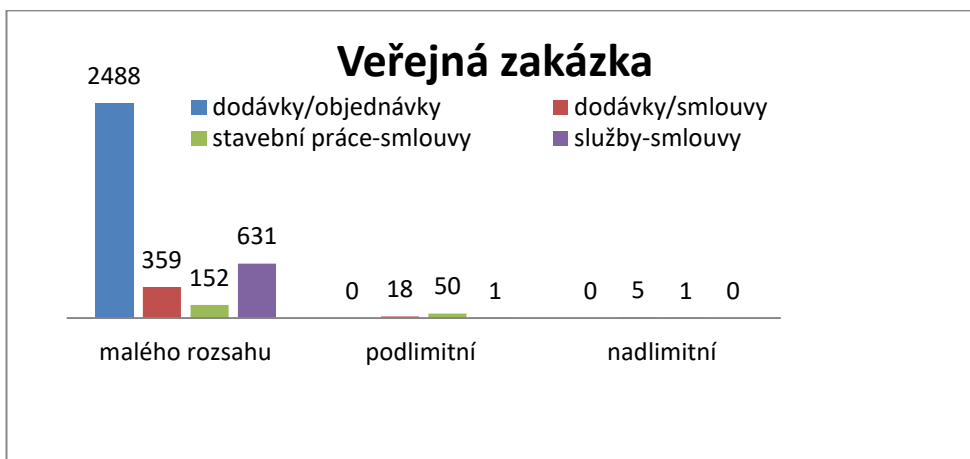 Veřejná zakázka
dodávky/objednávky dodávky/smlouvy
stavební práce-smlouvy služby-smlouvy
2488 359 152 631
0 18 50 1
0 5 1 0
malého rozsahu podlimitní nadlimitní